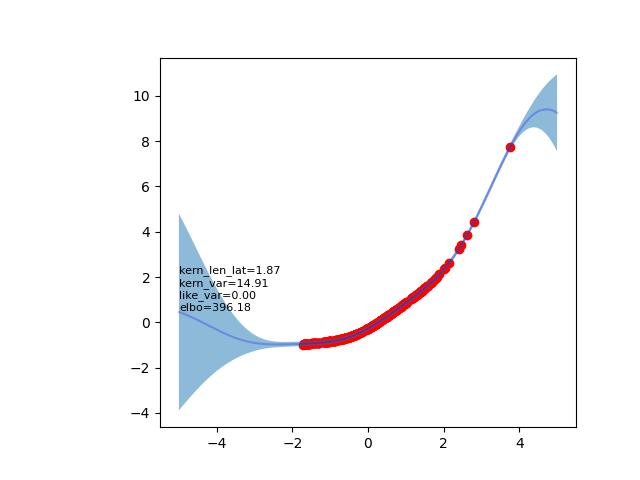 10
8
6
4
2
0
−2
−4
kern_len_lat=1.87
kern_var=14.91
like_var=0.00
elbo=396.18
−4 −2 0 2 4